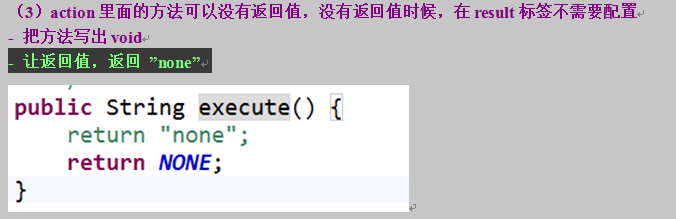 （3）action 里面的方法可以没有返回值，没有返回值时候，在 result 标签不需要配置
- 把方法写出 void
- 让返回值，返回 ”none”
public String execute() {
return "none";
return NONE;
}